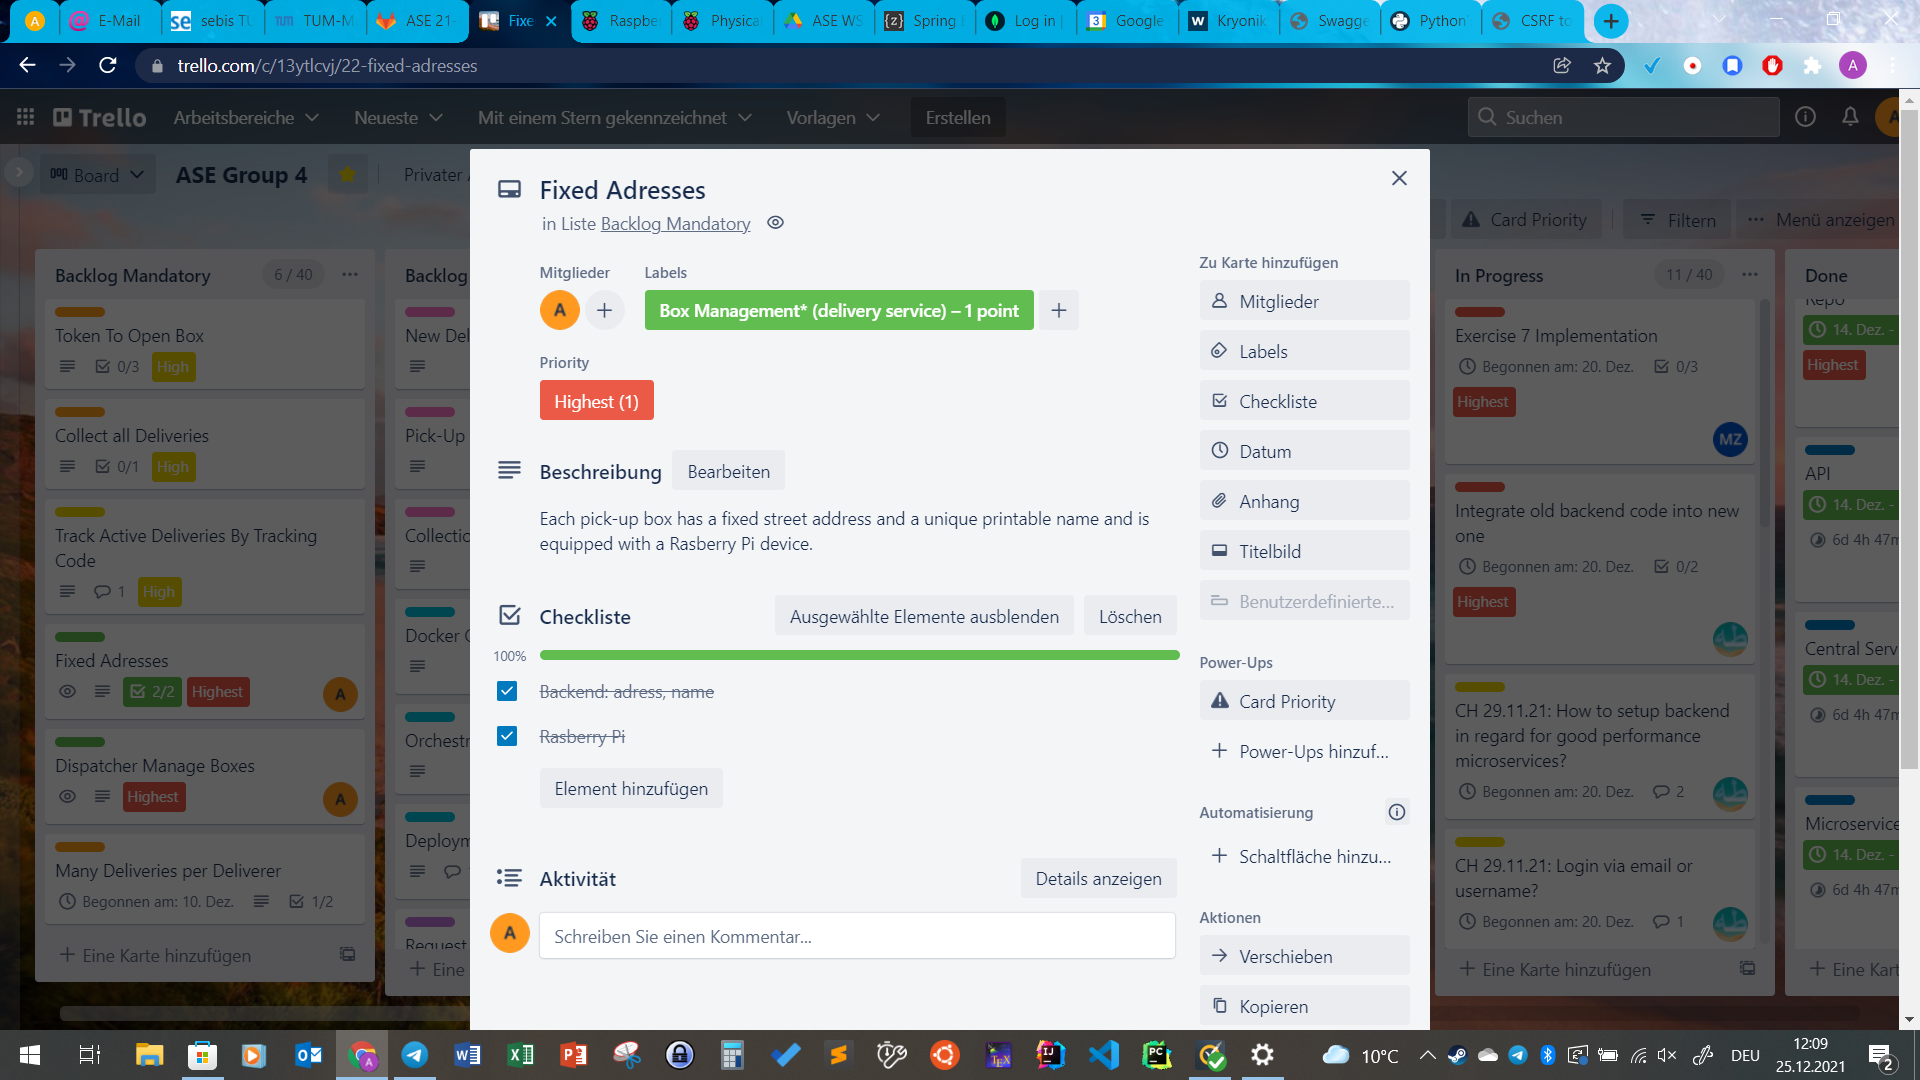 E-Mail
sebis TU
TUM-M
ASE 21-
Fixe
Raspbe
Physica
ASE WS
Spring
Log in
Google
Kryonik
Swagge
Python
CSRF to
trello.com/c/13ytlcvj/22-fixed-adresses
A
Trello
Arbeitsbereiche
Neueste
Mit einem Stern gekennzeichnet
Vorlagen
Erstellen
Suchen
Board
ASE Group 4
Privater
Card Priority
Filtern
Menü anzeigen
Backlog Mandatory
6 / 40
Token To Open Box
0/3
High
Collect all Deliveries
0/1
High
Track Active Deliveries By Tracking
Code
1
High
Fixed Adresses
2/2
Highest
A
Dispatcher Manage Boxes
Highest
A
Many Deliveries per Deliverer
Begonnen am: 10. Dez.
1/2
Eine Karte hinzufügen
Backlog
New Del
Pick-Up
Collectio
Docker
Orchestr
Deploym
Request
Eine
Fixed Adresses
in Liste Backlog Mandatory
Mitglieder
Labels
A
Box Management* (delivery service) – 1 point
Priority
Highest (1)
Beschreibung
Bearbeiten
Each pick-up box has a fixed street address and a unique printable name and is
equipped with a Rasberry Pi device.
Checkliste
Ausgewählte Elemente ausblenden
Löschen
100%
Backend: adress, name
Rasberry Pi
Element hinzufügen
Aktivität
Details anzeigen
A
Schreiben Sie einen Kommentar...
Zu Karte hinzufügen
Mitglieder
Labels
Checkliste
Datum
Anhang
Titelbild
Benutzerdefinierte...
Power-Ups
Card Priority
Power-Ups hinzuf...
Automatisierung
Schaltfläche hinzu...
Aktionen
Verschieben
Kopieren
In Progress
11 / 40
Exercise 7 Implementation
Begonnen am: 20. Dez.
0/3
Highest
MZ
Integrate old backend code into new
one
Begonnen am: 20. Dez.
0/2
Highest
CH 29.11.21: How to setup backend
in regard for good performance
microservices?
Begonnen am: 20. Dez.
2
CH 29.11.21: Login via email or
username?
Begonnen am: 20. Dez.
1
Eine Karte hinzufügen
Done
Repo
14. Dez. -
Highest
API
14. Dez. -
6d 4h 47m
Central Serv
14. Dez. -
6d 4h 47m
Microservice
14. Dez. -
6d 4h 47m
Eine Kart
10°C
DEU
12:09
25.12.2021
2